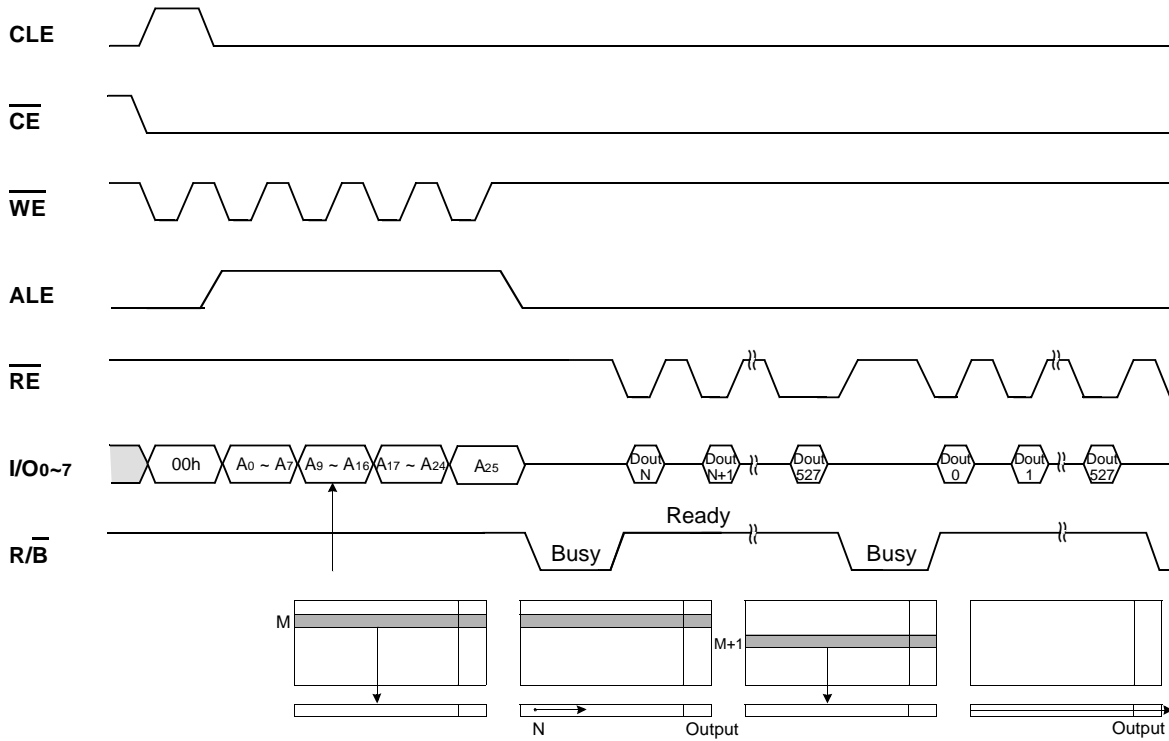 CLE
CE
WE
ALE
RE
I/O0~7 00h A0 ~ A7 A9 ~ A16 A17 ~ A24 A25 Dout N Dout N+1 Dout 527 Dout 0 Dout 1 Dout 527
Ready
R/B Busy Busy
M
M+1
N Output Output